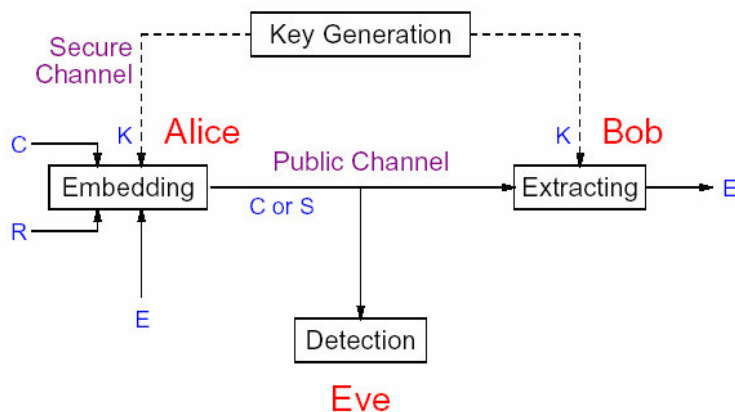 Key Generation
Secure
Channel
C
K
Alice
K
Bob
Public Channel
Embedding
C or S
Extracting
E
R
E
Detection
Eve